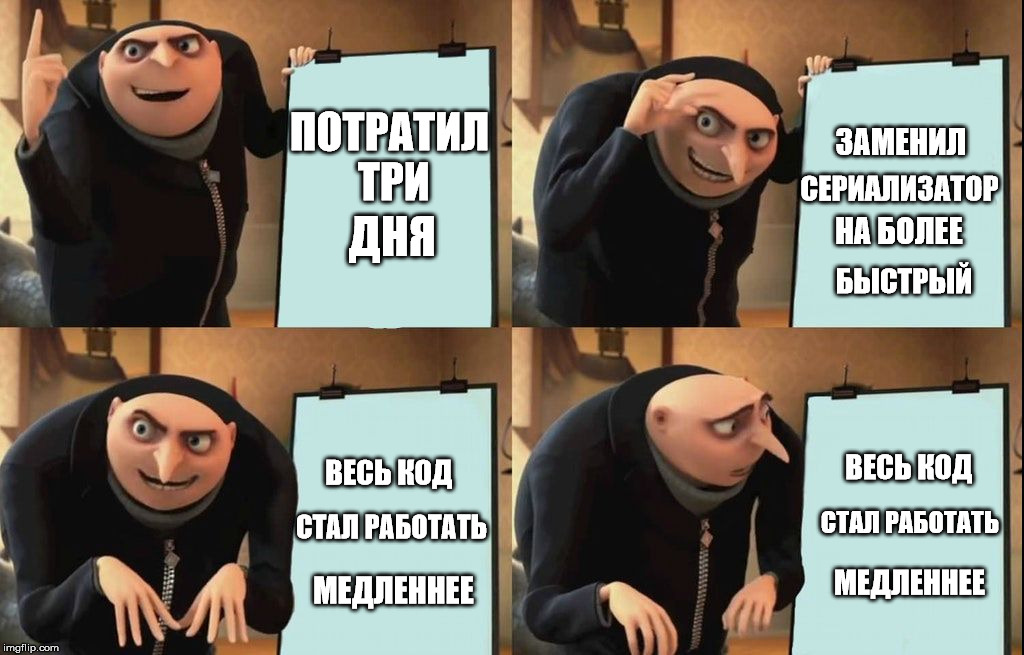 ПОТРАТИЛ
ТРИ
ДНЯ
ЗАМЕНИЛ
СЕРИАЛИЗАТОР
НА БОЛЕЕ
БЫСТРЫЙ
ВЕСЬ КОД
СТАЛ РАБОТАТЬ
МЕДЛЕННЕЕ
ВЕСЬ КОД
СТАЛ РАБОТАТЬ
МЕДЛЕННЕЕ
imgflip.com